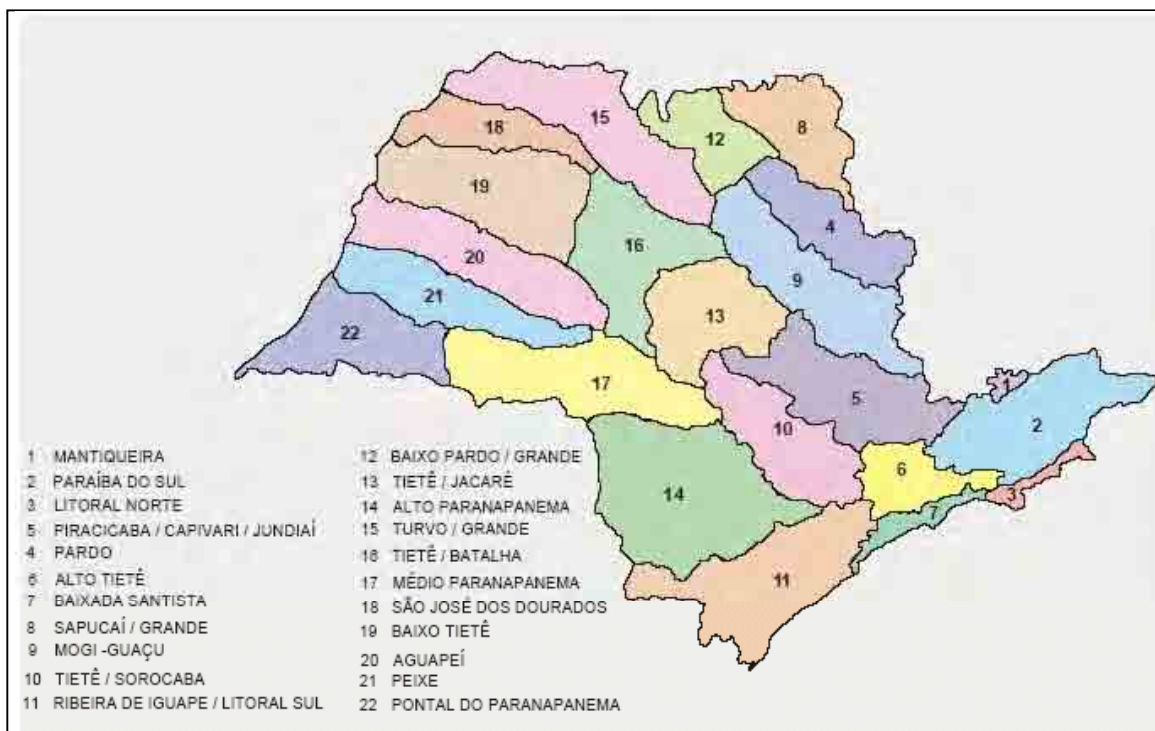 15
12
8
18
19
4
16
20
9
21
13
22
1
17
5
2
10
6
3
14
7
11
1 MANTIQUEIRA
2 PARAÍBA DO SUL
3 LITORAL NORTE
5 PIRACICABA / CAPIVARI / JUNDIAÍ
4 PARDO
6 ALTO TIETÊ
7 BAIXADA SANTISTA
8 SAPUCAÍ / GRANDE
9 MOGI -GUAÇU
10 TIETÊ / SOROCABA
11 RIBEIRA DE IGUAPE / LITORAL SUL
12 BAIXO PARDO / GRANDE
13 TIETÊ / JACARÉ
14 ALTO PARANAPANEMA
15 TURVO / GRANDE
16 TIETÊ / BATALHA
17 MÉDIO PARANAPANEMA
18 SÃO JOSÉ DOS DOURADOS
19 BAIXO TIETÊ
20 AGUAPEÍ
21 PEIXE
22 PONTAL DO PARANAPANEMA